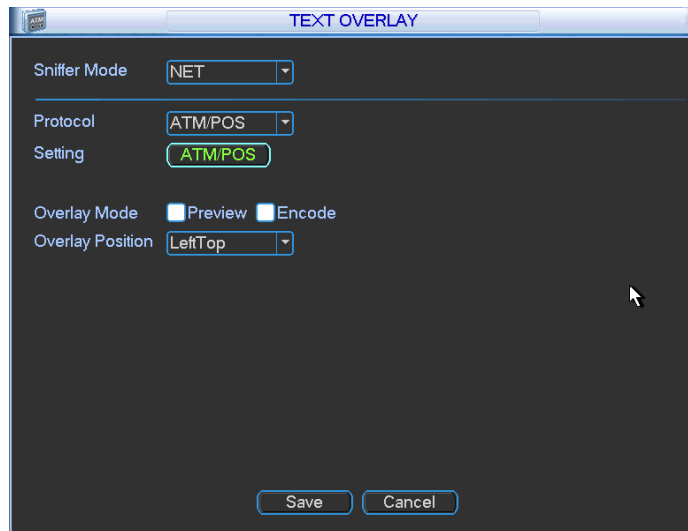 ATM
TEXT OVERLAY
Sniffer Mode NET
Protocol ATM/POS
Setting ATM/POS
Overlay Mode Preview Encode
Overlay Position LeftTop
Save Cancel